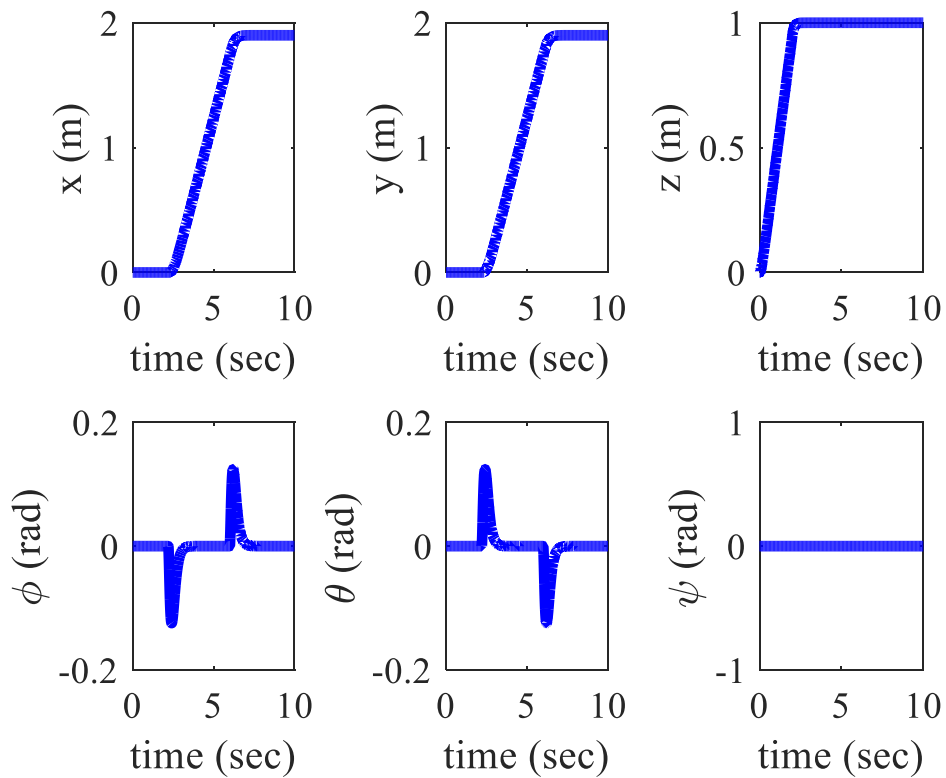 x (m)
2
1
0
0 5 10
time (sec)
y (m)
2
1
0
0 5 10
time (sec)
z (m)
1
0.5
0
0 5 10
time (sec)
ϕ (rad)
0.2
0
-0.2
0 5 10
time (sec)
θ (rad)
0.2
0
-0.2
0 5 10
time (sec)
ψ (rad)
1
0
-1
0 5 10
time (sec)